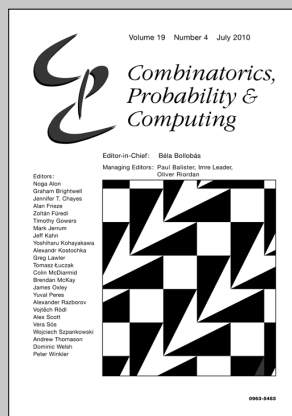 Volume 19 Number 4 July 2010
Combinatorics,
Probability &
Computing
Editor-in-Chief: Béla Bollobás
Managing Editors: Paul Balister, Imre Leader,
Oliver Riordan
Editors:
Noga Alon
Graham Brightwell
Jennifer T. Chayes
Alan Frieze
Zoltán Füredi
Timothy Gowers
Mark Jerrum
Jeff Kahn
Yoshiharu Kohayakawa
Alexandr Kostochka
Greg Lawler
Tomasz Łuczak
Colin McDiarmid
Brendan McKay
James Oxley
Yuval Peres
Alexander Razborov
Vojtěch Rödl
Alex Scott
Vera Sós
Wojciech Szpankowski
Andrew Thomason
Dominic Welsh
Peter Winkler
0963-5483